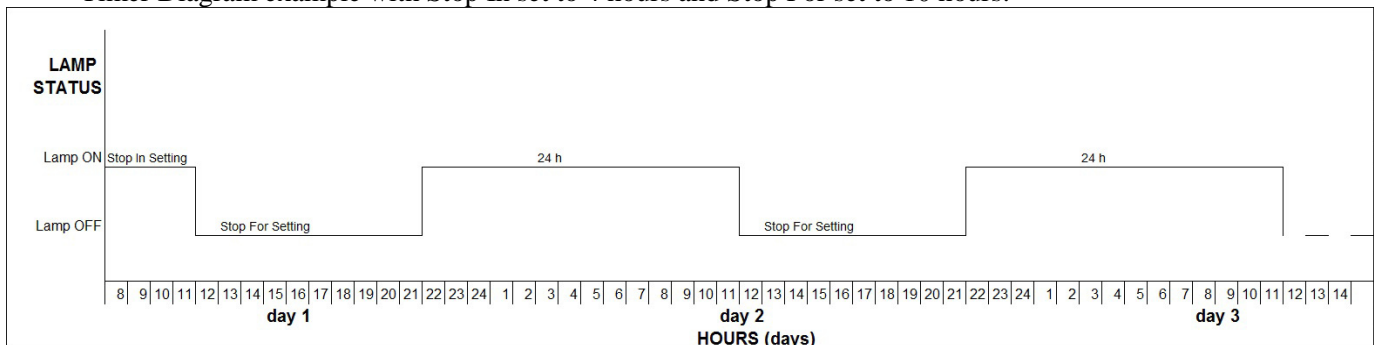 Timer Diagram example with Stop In set to 4 hours and Stop For set to 10 hours.
LAMP
STATUS
Lamp ON Stop In Setting 24 h 24 h
Lamp OFF Stop For Setting Stop For Setting
8 9 10 11 12 13 14 15 16 17 18 19 20 21 22 23 24 1 2 3 4 5 6 7 8 9 10 11 12 13 14 15 16 17 18 19 20 21 22 23 24 1 2 3 4 5 6 7 8 9 10 11 12 13 14
day 1 day 2 day 3
HOURS (days)